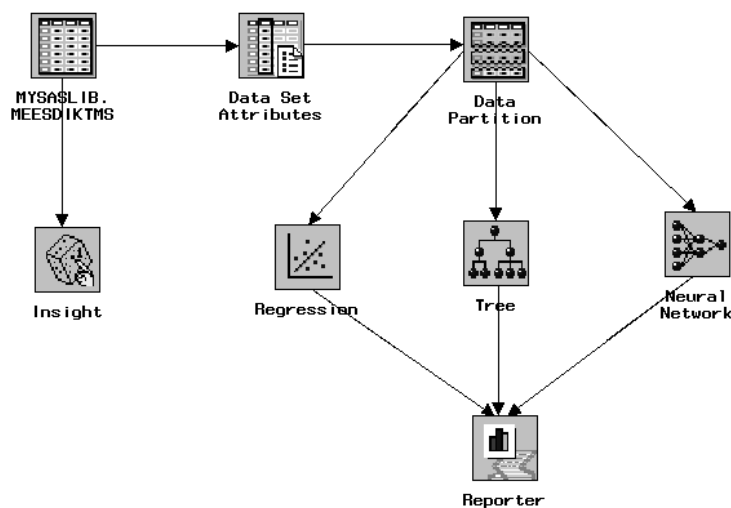 MYSASLIB.
MEESDIKTMS
Data Set
Attributes
Data
Partition
Insight
Regression
Tree
Neural
Network
Reporter